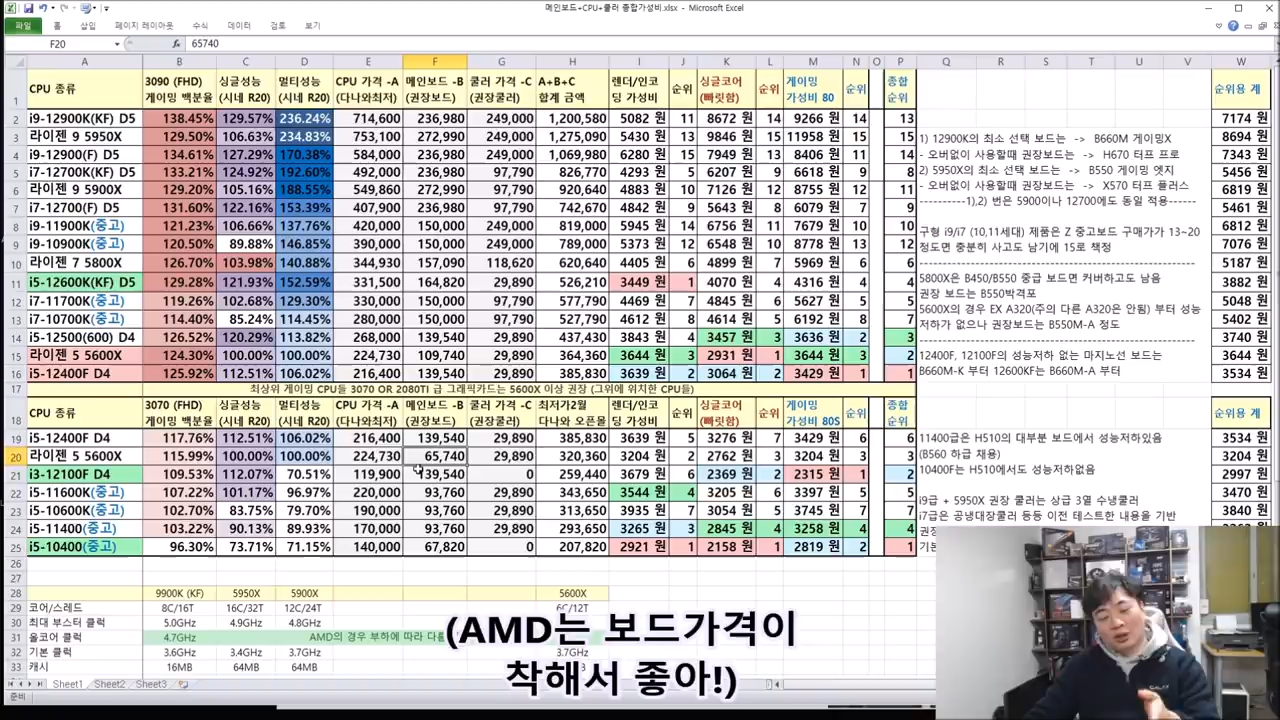 메인보드+CPU+쿨러 종합가성비.xlsx - Microsoft Excel
파일 홈 삽입 페이지 레이아웃 수식 데이터 검토 보기
F20 fx 65740
A B C D E F G H I J K L M N O P Q R S T U V W
1 CPU 종류 3090 (FHD) 게이밍 백분율 싱글성능 (시네 R20) 멀티성능 (시네 R20) CPU 가격 -A (다나와최저) 메인보드 -B (권장보드) 쿨러 가격 -C (권장쿨러) A+B+C 합계 금액 렌더/인코딩 가성비 순위 싱글코어 (빠릿함) 순위 게이밍 가성비 80 순위 종합 순위 순위용 계
2 i9-12900K(KF) D5 138.45% 129.57% 236.24% 714,600 236,980 249,000 1,200,580 5082 원 11 8672 원 14 9266 원 14 13 7174 원
3 라이젠 9 5950X 129.50% 106.63% 234.83% 753,100 272,990 249,000 1,275,090 5430 원 13 9846 원 15 11958 원 15 15 8694 원
4 i9-12900(F) D5 134.61% 127.29% 170.38% 584,000 236,980 249,000 1,069,980 6280 원 15 7949 원 13 8406 원 11 14 7343 원
5 i7-12700K(KF) D5 133.21% 124.92% 192.60% 492,000 236,980 97,790 826,770 4293 원 5 6207 원 9 6618 원 9 8 5456 원
6 라이젠 9 5900X 129.20% 105.16% 188.55% 549,860 272,990 97,790 920,640 4883 원 10 7126 원 12 8755 원 12 11 6819 원
7 i7-12700(F) D5 131.60% 122.16% 153.39% 407,900 236,980 97,790 742,670 4842 원 9 5643 원 8 6079 원 7 9 5461 원
8 i9-11900K(중고) 121.23% 106.66% 137.76% 420,000 150,000 249,000 819,000 5945 원 14 6756 원 11 7679 원 10 10 6812 원
9 i9-10900K(중고) 120.50% 89.88% 146.85% 390,000 150,000 249,000 789,000 5373 원 12 6548 원 10 8778 원 13 12 7076 원
10 라이젠 7 5800X 126.70% 103.98% 140.88% 344,930 157,090 118,620 620,640 4405 원 6 4899 원 7 5969 원 6 6 5187 원
11 i5-12600K(KF) D5 129.28% 121.93% 152.59% 331,500 164,820 29,890 526,210 3449 원 1 4070 원 4 4316 원 4 4 3882 원
12 i7-11700K(중고) 119.26% 102.68% 129.30% 330,000 150,000 97,790 577,790 4469 원 7 4845 원 6 5627 원 5 5 5048 원
13 i7-10700K(중고) 114.40% 85.24% 114.45% 280,000 150,000 97,790 527,790 4612 원 8 4614 원 5 6192 원 8 7 5200 원
14 i5-12500(600) D4 126.52% 120.29% 113.82% 268,000 139,540 29,890 437,430 3843 원 4 3457 원 3 3636 원 2 3 3740 원
15 라이젠 5 5600X 124.30% 100.00% 100.00% 224,730 109,740 29,890 364,360 3644 원 3 2931 원 1 3644 원 3 2 3644 원
16 i5-12400F D4 125.92% 373,639 원 2 3064 원 2 3429 원 1 1 3534 원
17 최상위 게이밍 CPU들 3070 OR 2080TI 급 그래픽카드는 5600X 이상 권장 (그위에 위치한 CPU들)
18 CPU 종류 3070 (FHD) 게이밍 백분율 싱글성능 (시네 R20) 멀티성능 (시네 R20) CPU 가격 -A (다나와최저) 메인보드 -B (권장보드) 쿨러 가격 -C (권장쿨러) 최저가2월 다나와 오픈몰 렌더/인코딩 가성비 순위 싱글코어 (빠릿함) 순위 게이밍 가성비 80S 순위 종합 순위 순위용 계
19 i5-12400F D4 117.76% 112.51% 106.02% 216,400 139,540 29,890 385,830 3639 원 5 3276 원 7 3429 원 6 6 3534 원
20 라이젠 5 5600X 115.99% 100.00% 100.00% 224,730 65,740 29,890 320,360 3204 원 2 2762 원 3 3204 원 3 3 3204 원
21 i3-12100F D4 109.53% 112.07% 70.51% 119,900 139,540 0 259,440 3679 원 6 2369 원 2 2315 원 1 2 2997 원
22 i5-11600K(중고) 107.22% 101.17% 96.97% 220,000 93,760 29,890 343,650 3544 원 4 3205 원 6 3397 원 5 5 3470 원
23 i5-10600K(중고) 102.70% 83.75% 79.70% 190,000 93,760 29,890 313,650 3935 원 7 3054 원 5 3745 원 7 7 3840 원
24 i5-11400(중고) 103.22% 90.13% 89.93% 170,000 93,760 29,890 293,650 3265 원 3 2845 원 4 3258 원 4 4
25 i5-10400(중고) 96.30% 73.71% 71.15% 140,000 67,820 0 207,820 2921 원 1 2158 원 1 2819 원 2 1
1) 12900K의 최소 선택 보드는 -> B660M 게이밍X
- 오버없이 사용할때 권장보드는 -> H670 터프 프로
2) 5950X의 최소 선택 보드는 -> B550 게이밍 엣지
- 오버없이 사용할때 권장보드는 -> X570 터프 플러스
----------1),2) 번은 5900이나 12700에도 동일 적용------
구형 i9/i7 (10,11세대) 제품은 Z 중고보드 구매가 13~20
정도면 충분히 사고도 남기에 15로 책정
5800X은 B450/B550 중급 보드면 커버하고도 남음
권장 보드는 B550박격포
5600X의 경우 EX A320(주의 다른 A320은 안됨) 부터 성능
저하가 없으나 권장보드는 B550M-A 정도
12400F, 12100F의 성능저하 없는 마지노선 보드는
B660M-K 부터 12600KF는 B660M-A 부터
11400급은 H510의 대부분 보드에서 성능저하있음
(B560 하급 채용)
10400F는 H510에서도 성능저하없음
i9급 + 5950X 권장 쿨러는 상급 3열 수냉쿨러
i7급은 공냉대장쿨러 등등 이전 테스트한 내용을 기반
26
27
28 9900K (KF) 5950X 5900X 5600X
29 코어/스레드 8C/16T 16C/32T 12C/24T 6C/12T
30 최대 부스터 클럭 5.0GHz 4.9GHz 4.8GHz
31 올코어 클럭 4.7GHz AMD의 경우 부하에 따라 다름
32 기본 클럭 3.6GHz 3.4GHz 3.7GHz
33 캐시 16MB 64MB 64MB
(AMD는 보드가격이
착해서 좋아!)
Sheet1 Sheet2 Sheet3
준비